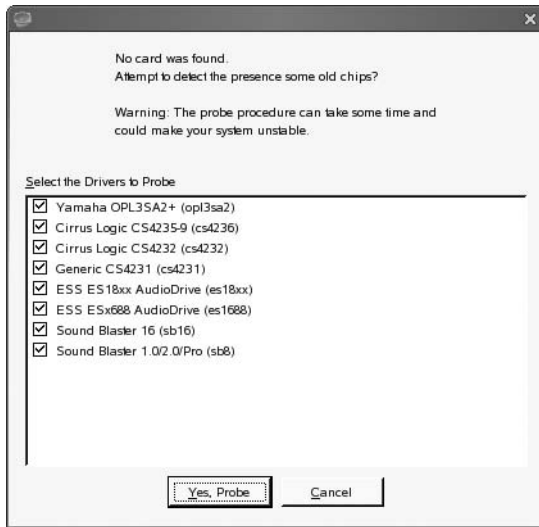 No card was found.
Attempt to detect the presence some old chips?
Warning: The probe procedure can take some time and
could make your system unstable.
Select the Drivers to Probe
Yamaha OPL3SA2+ (opl3sa2)
Cirrus Logic CS4235-9 (cs4236)
Cirrus Logic CS4232 (cs4232)
Generic CS4231 (cs4231)
ESS ES18xx AudioDrive (es18xx)
ESS ESx688 AudioDrive (es1688)
Sound Blaster 16 (sb16)
Sound Blaster 1.0/2.0/Pro (sb8)
Yes, Probe
Cancel